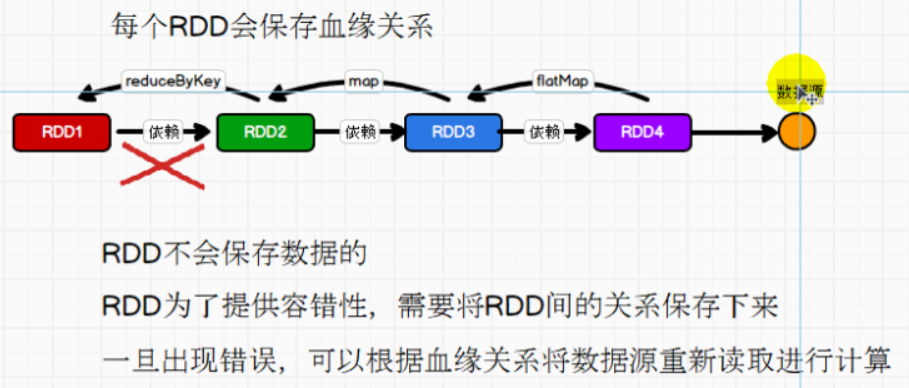 每个RDD会保存血缘关系
reduceByKey
map
flatMap
数据源
RDD1
依赖
RDD2
依赖
RDD3
依赖
RDD4
RDD不会保存数据的
RDD为了提供容错性，需要将RDD间的关系保存下来
一旦出现错误，可以根据血缘关系将数据源重新读取进行计算